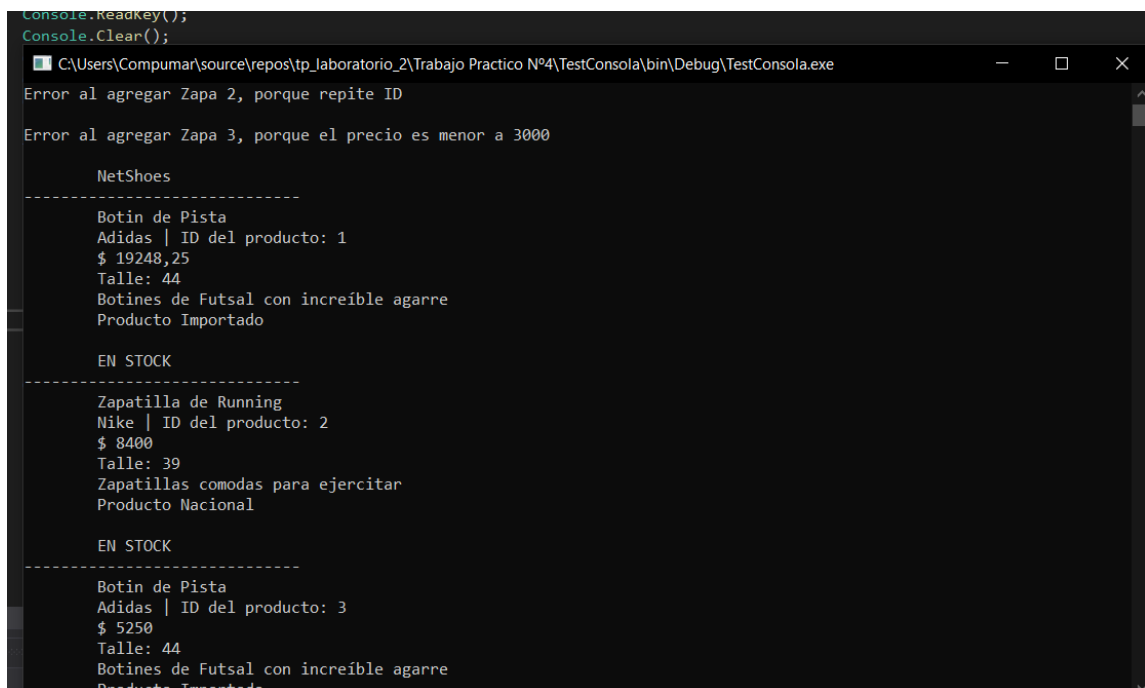 Console.ReadKey();
Console.Clear();
C:\Users\Compumar\source\repos\tp_laboratorio_2\Trabajo Practico Nº4\TestConsola\bin\Debug\TestConsola.exe
Error al agregar Zapa 2, porque repite ID
Error al agregar Zapa 3, porque el precio es menor a 3000
NetShoes
------------------------------
Botin de Pista
Adidas | ID del producto: 1
$ 19248,25
Talle: 44
Botines de Futsal con increíble agarre
Producto Importado
EN STOCK
------------------------------
Zapatilla de Running
Nike | ID del producto: 2
$ 8400
Talle: 39
Zapatillas comodas para ejercitar
Producto Nacional
EN STOCK
------------------------------
Botin de Pista
Adidas | ID del producto: 3
$ 5250
Talle: 44
Botines de Futsal con increíble agarre
Producto Importado